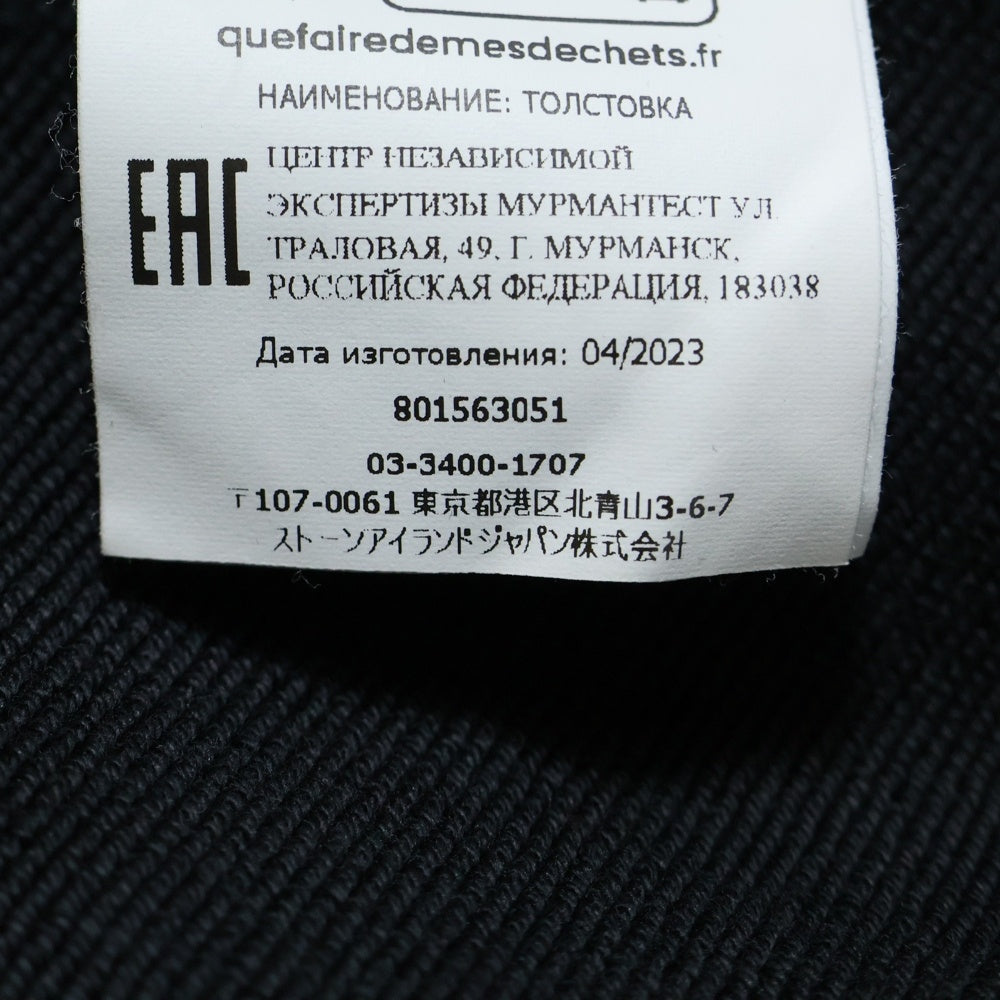 quefairedemesdechets.fr
НАИМЕНОВАНИЕ: ТОЛСТОВКА
EAC
ЦЕНТР НЕЗАВИСИМОЙ
ЭКСПЕРТИЗЫ МУРМАНТЕСТ УЛ.
ТРАЛОВАЯ, 49, Г. МУРМАНСК,
РОССИЙСКАЯ ФЕДЕРАЦИЯ, 183038
Дата изготовления: 04/2023
801563051
03-3400-1707
〒107-0061 東京都港区北青山3-6-7
ストーンアイランドジャパン株式会社